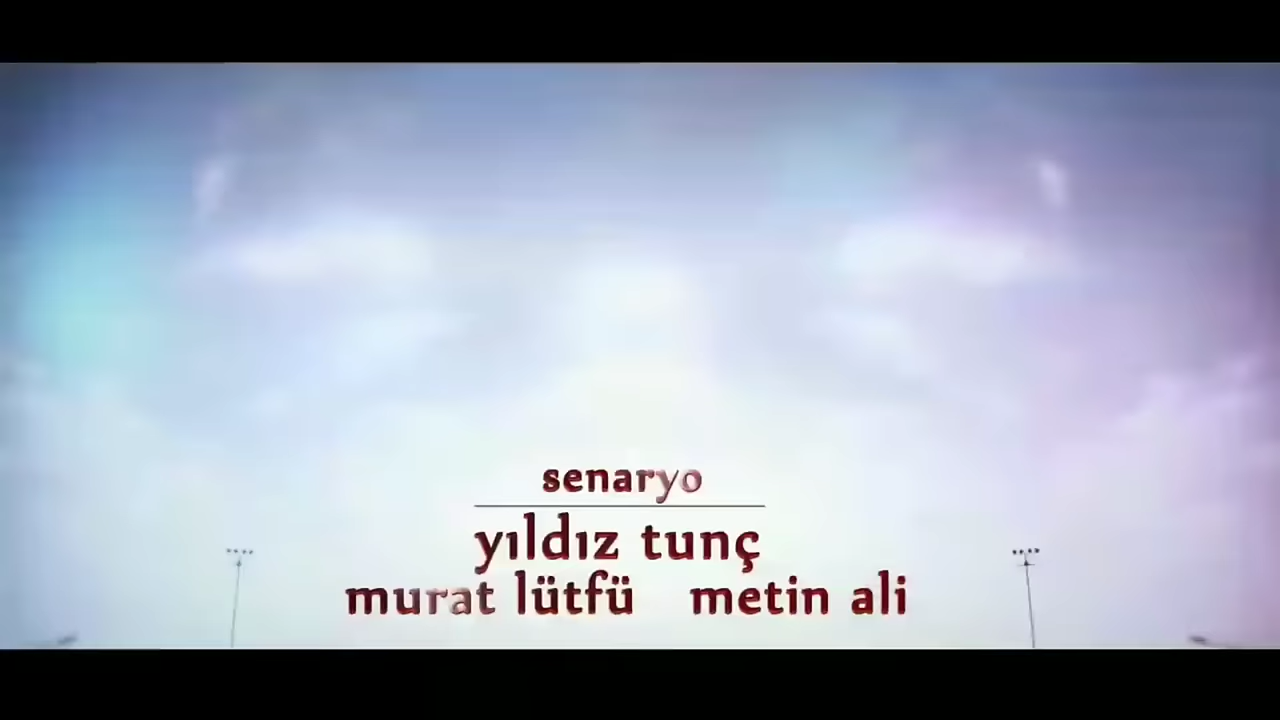 senaryo
yıldız tunç
murat lütfü metin ali